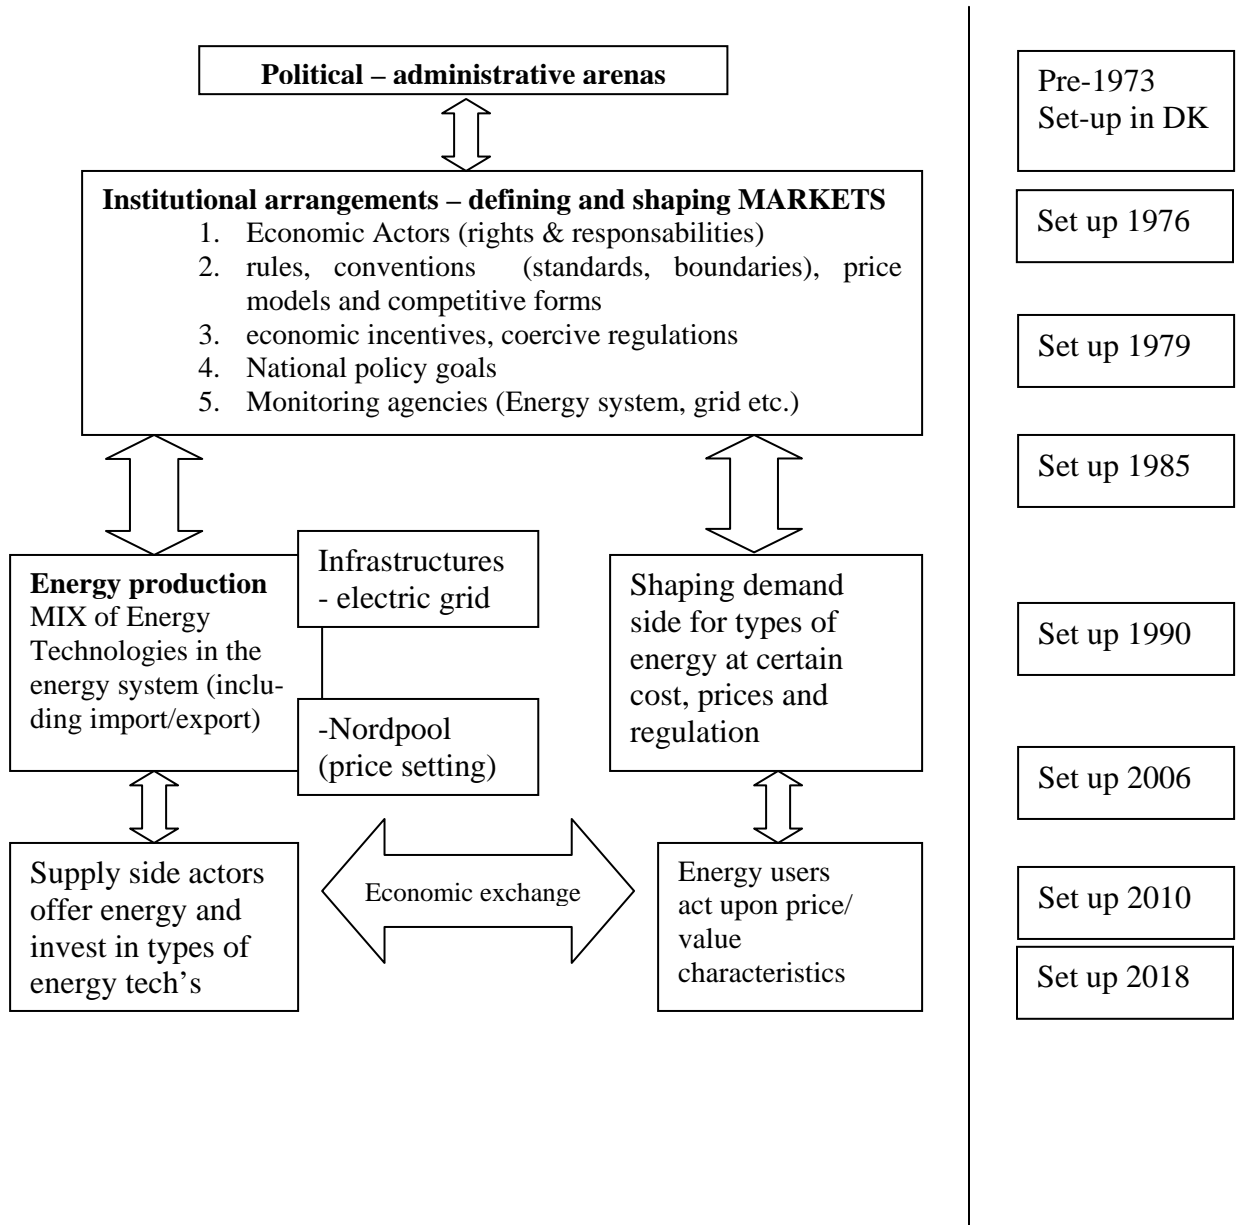 Political – administrative arenas
Institutional arrangements – defining and shaping MARKETS
1. Economic Actors (rights & responsabilities)
2. rules, conventions (standards, boundaries), price
models and competitive forms
3. economic incentives, coercive regulations
4. National policy goals
5. Monitoring agencies (Energy system, grid etc.)
Energy production
MIX of Energy
Technologies in the
energy system (inclu-
ding import/export)
Infrastructures
- electric grid
-Nordpool
(price setting)
Shaping demand
side for types of
energy at certain
cost, prices and
regulation
Supply side actors
offer energy and
invest in types of
energy tech’s
Economic exchange
Energy users
act upon price/
value
characteristics
Pre-1973
Set-up in DK
Set up 1976
Set up 1979
Set up 1985
Set up 1990
Set up 2006
Set up 2010
Set up 2018